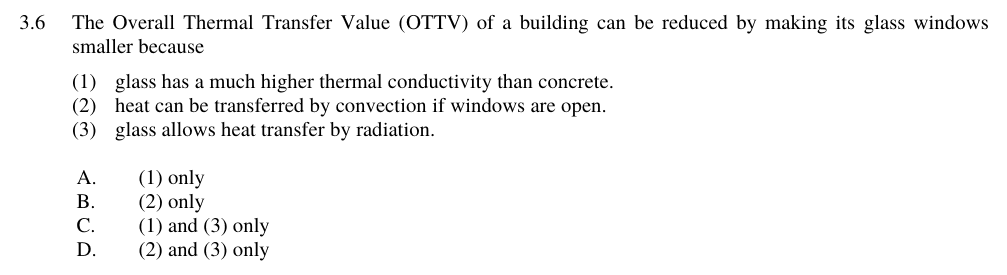 3.6 The Overall Thermal Transfer Value (OTTV) of a building can be reduced by making its glass windows
smaller because
(1) glass has a much higher thermal conductivity than concrete.
(2) heat can be transferred by convection if windows are open.
(3) glass allows heat transfer by radiation.
A. (1) only
B. (2) only
C. (1) and (3) only
D. (2) and (3) only